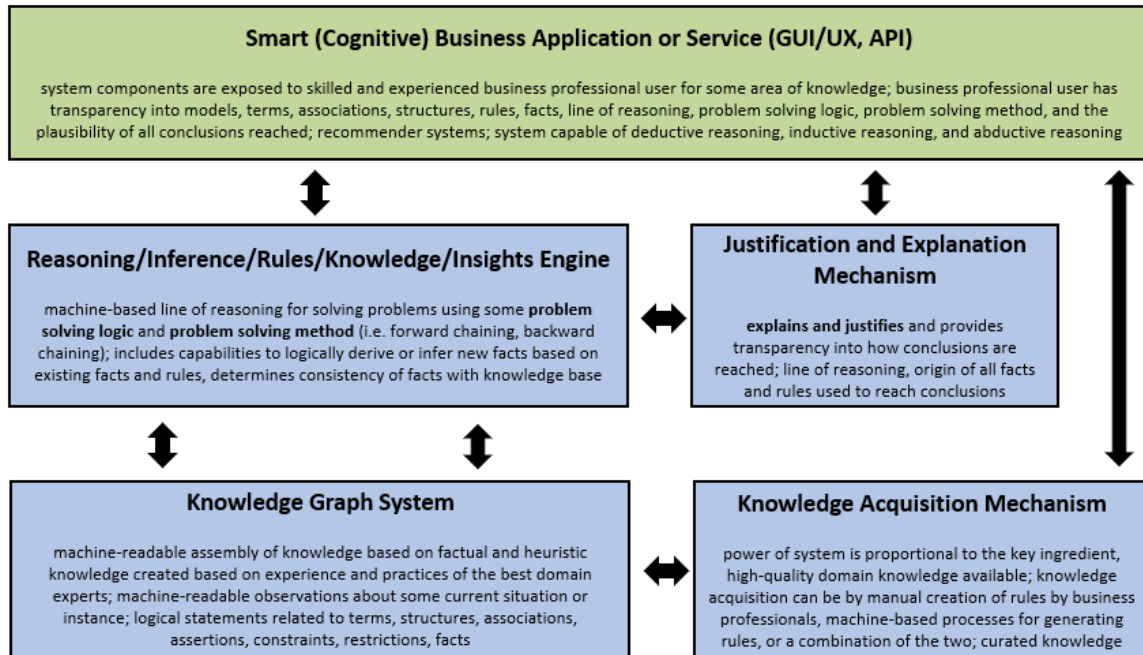 Smart (Cognitive) Business Application or Service (GUI/UX, API)
system components are exposed to skilled and experienced business professional user for some area of knowledge; business professional user has
transparency into models, terms, associations, structures, rules, facts, line of reasoning, problem solving logic, problem solving method, and the
plausibility of all conclusions reached; recommender systems; system capable of deductive reasoning, inductive reasoning, and abductive reasoning
Reasoning/Inference/Rules/Knowledge/Insights Engine
machine-based line of reasoning for solving problems using some problem
solving logic and problem solving method (i.e. forward chaining, backward
chaining); includes capabilities to logically derive or infer new facts based on
existing facts and rules, determines consistency of facts with knowledge base
Justification and Explanation
Mechanism
explains and justifies and provides
transparency into how conclusions are
reached; line of reasoning, origin of all facts
and rules used to reach conclusions
Knowledge Graph System
machine-readable assembly of knowledge based on factual and heuristic
knowledge created based on experience and practices of the best domain
experts; machine-readable observations about some current situation or
instance; logical statements related to terms, structures, associations,
assertions, constraints, restrictions, facts
Knowledge Acquisition Mechanism
power of system is proportional to the key ingredient,
high-quality domain knowledge available; knowledge
acquisition can be by manual creation of rules by business
professionals, machine-based processes for generating
rules, or a combination of the two; curated knowledge